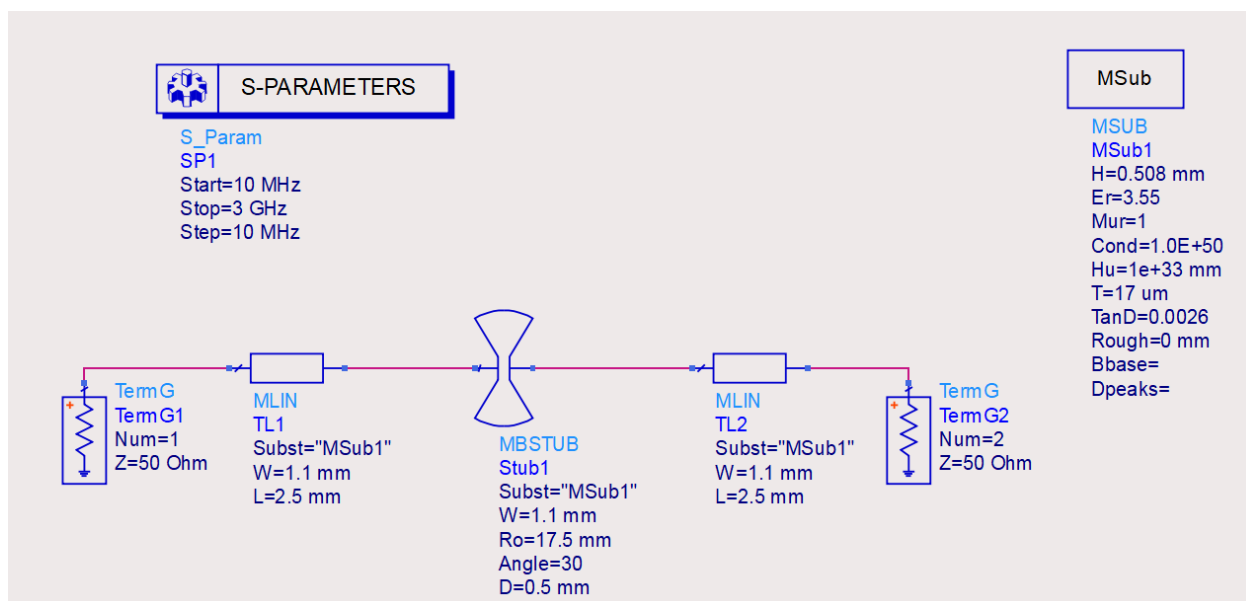 S-PARAMETERS
S_Param
SP1
Start=10 MHz
Stop=3 GHz
Step=10 MHz
MSub
MSUB
MSub1
H=0.508 mm
Er=3.55
Mur=1
Cond=1.0E+50
Hu=1e+33 mm
T=17 um
TanD=0.0026
Rough=0 mm
Bbase=
Dpeaks=
+
TermG
TermG1
Num=1
Z=50 Ohm
MLIN
TL1
Subst="MSub1"
W=1.1 mm
L=2.5 mm
MBSTUB
Stub1
Subst="MSub1"
W=1.1 mm
Ro=17.5 mm
Angle=30
D=0.5 mm
MLIN
TL2
Subst="MSub1"
W=1.1 mm
L=2.5 mm
+
TermG
TermG2
Num=2
Z=50 Ohm